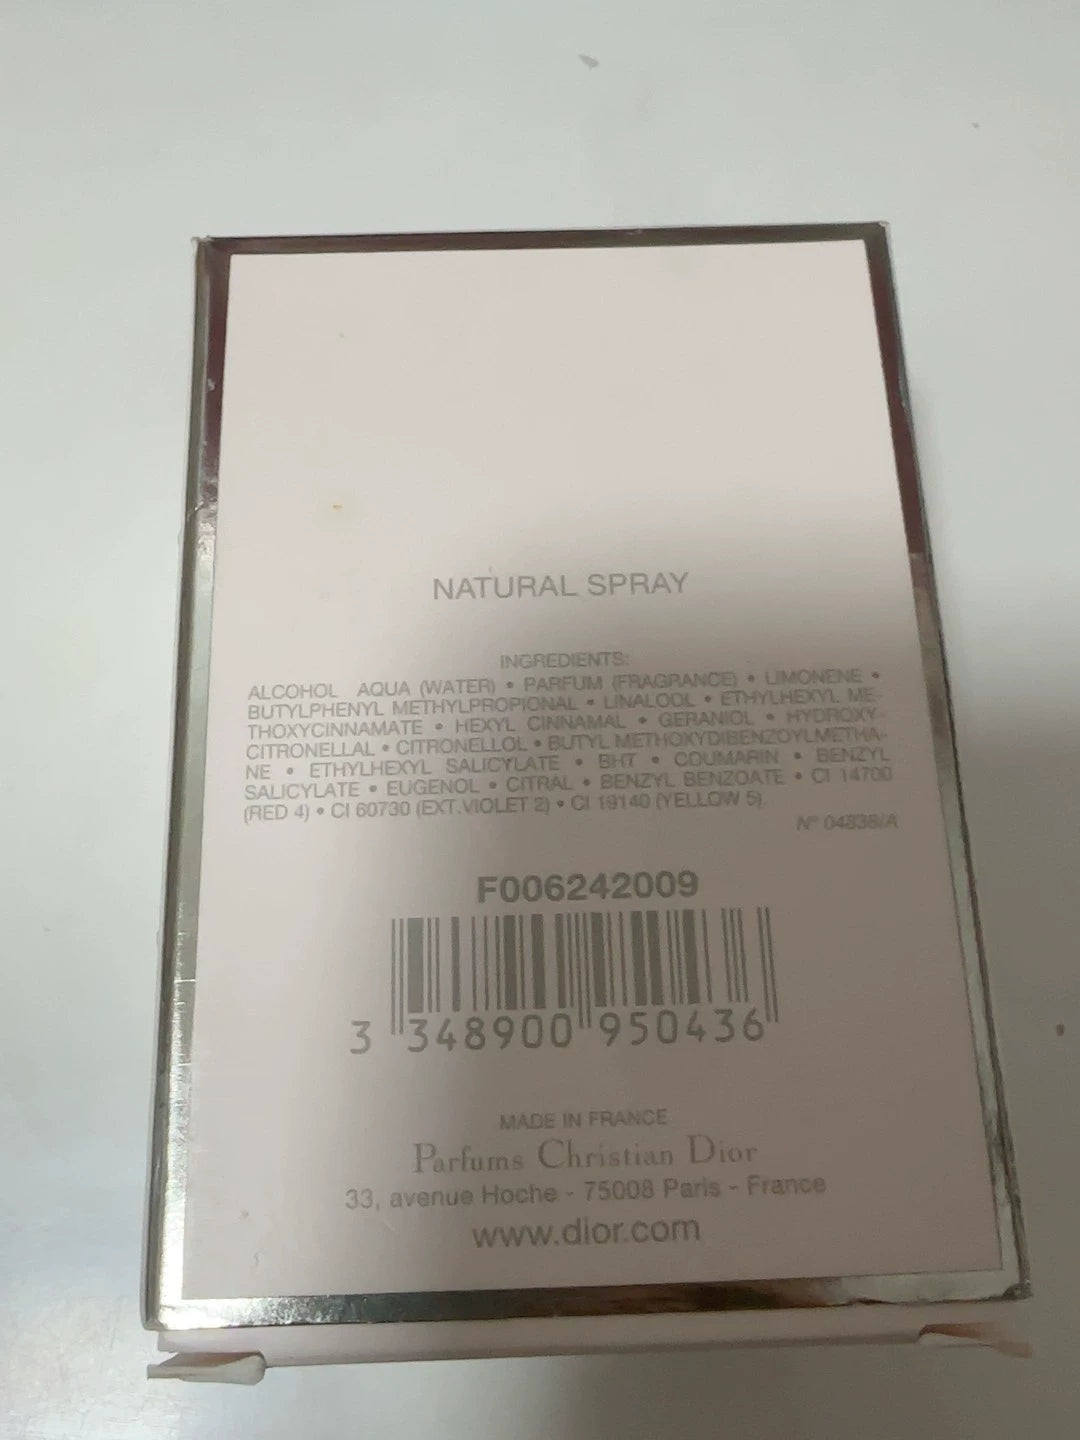 NATURAL SPRAY
INGREDIENTS:
ALCOHOL AQUA (WATER) • PARFUM (FRAGRANCE) • LIMONENE •
BUTYLPHENYL METHYLPROPIONAL • LINALOOL • ETHYLHEXYL ME-
THOXYCINNAMATE • HEXYL CINNAMAL • GERANIOL • HYDROXY-
CITRONELLAL • CITRONELLOL • BUTYL METHOXYDIBENZOYLMETHA-
NE • ETHYLHEXYL SALICYLATE • BHT • COUMARIN • BENZYL
SALICYLATE • EUGENOL • CITRAL • BENZYL BENZOATE • CI 14700
(RED 4) • CI 60730 (EXT.VIOLET 2) • CI 19140 (YELLOW 5).
N° 04838/A
F006242009
3 348900 950436
MADE IN FRANCE
Parfums Christian Dior
33, avenue Hoche - 75008 Paris - France
www.dior.com